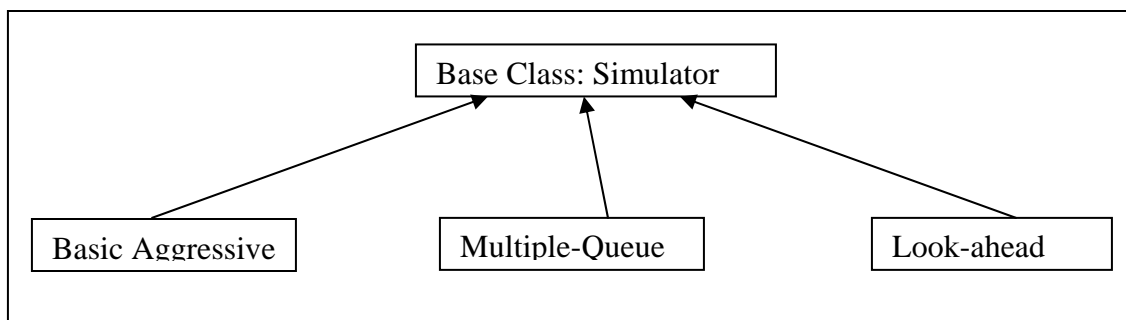 Base Class: Simulator
Basic Aggressive
Multiple-Queue
Look-ahead